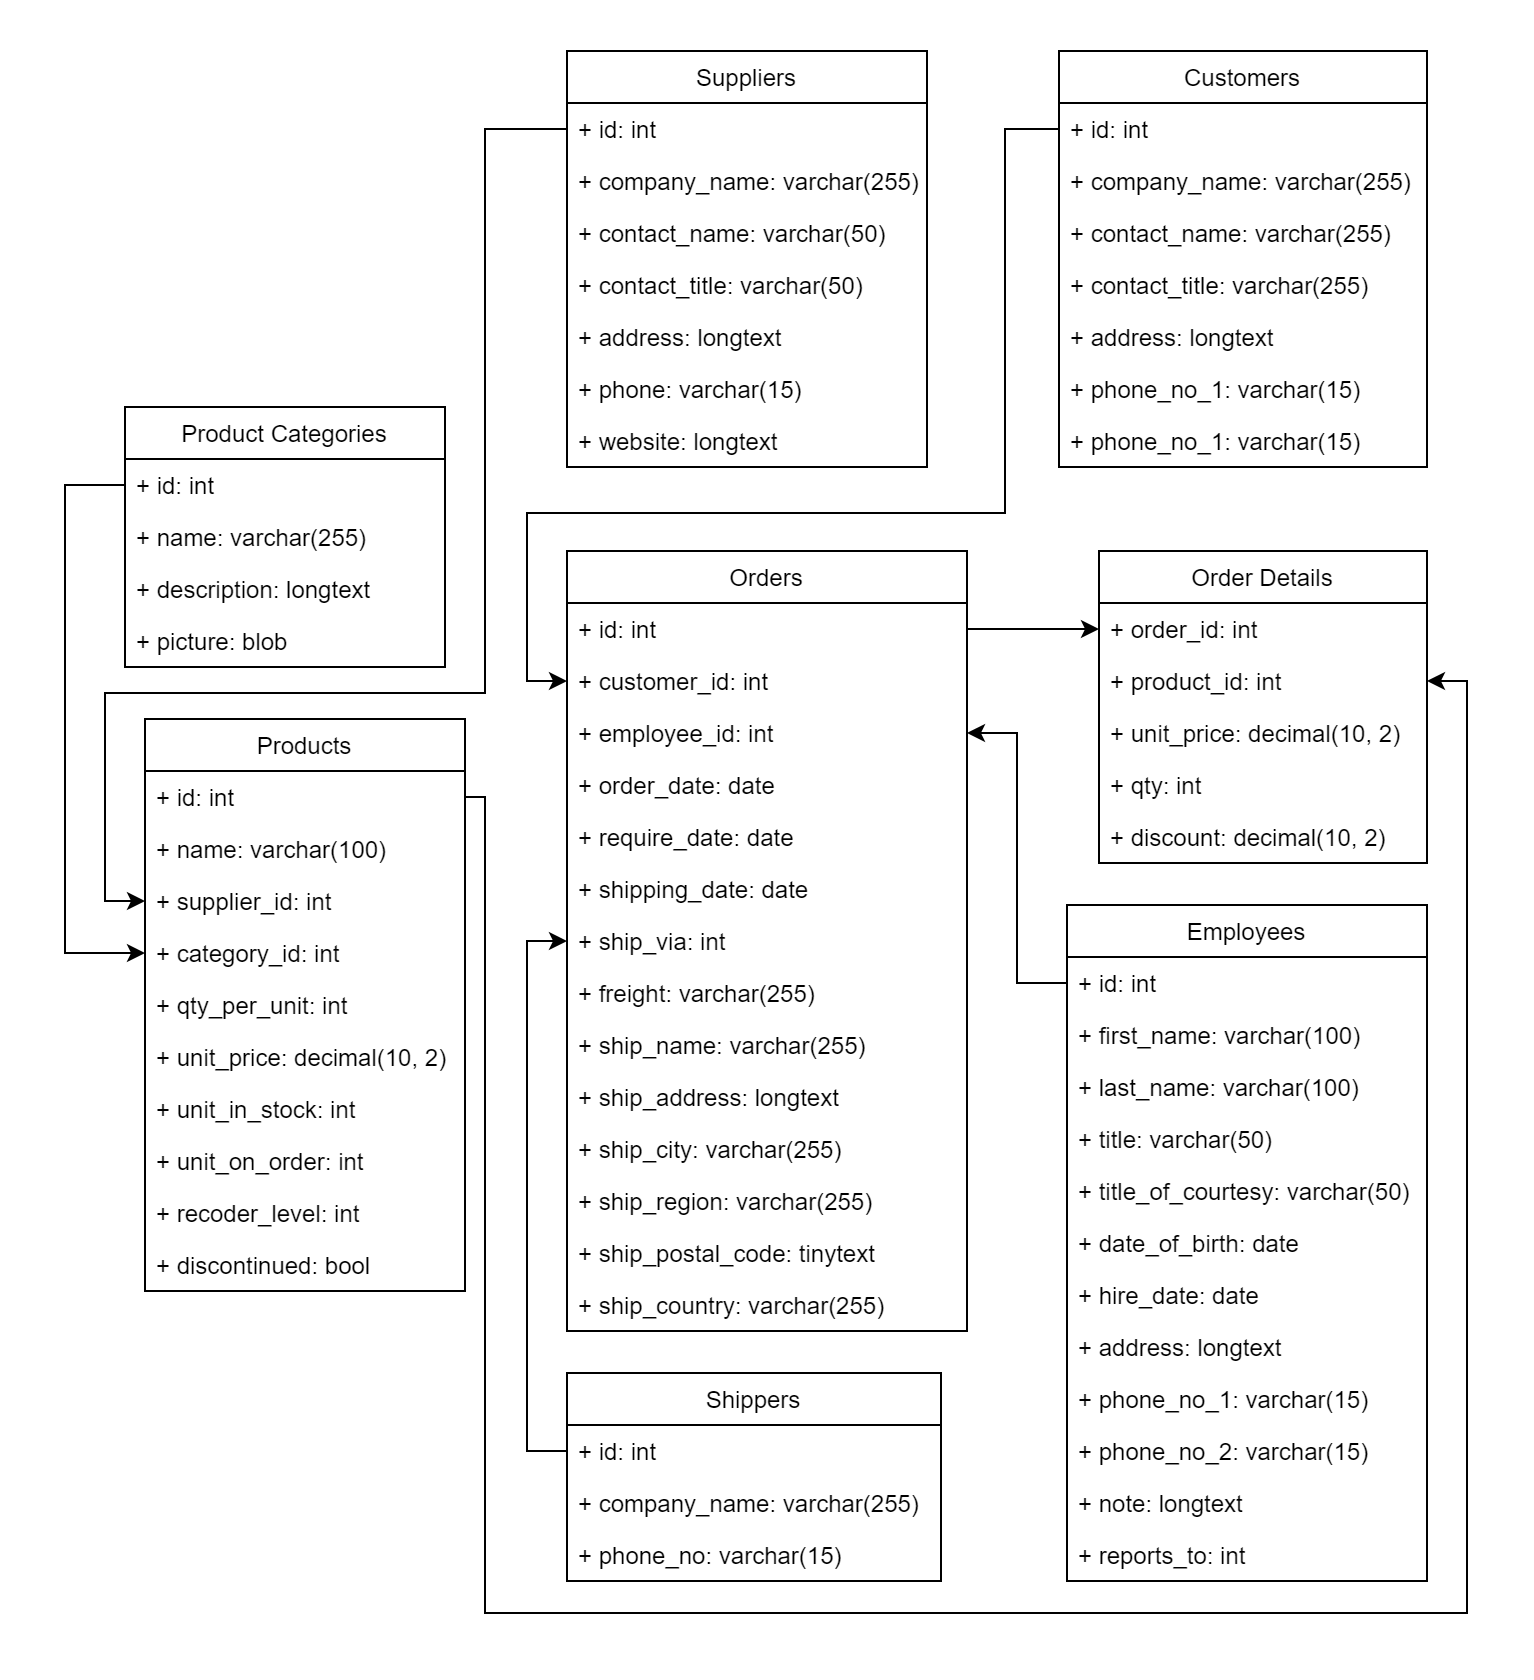 Suppliers
+ id: int
+ company_name: varchar(255)
+ contact_name: varchar(50)
+ contact_title: varchar(50)
+ address: longtext
+ phone: varchar(15)
+ website: longtext
Customers
+ id: int
+ company_name: varchar(255)
+ contact_name: varchar(255)
+ contact_title: varchar(255)
+ address: longtext
+ phone_no_1: varchar(15)
+ phone_no_1: varchar(15)
Product Categories
+ id: int
+ name: varchar(255)
+ description: longtext
+ picture: blob
Products
+ id: int
+ name: varchar(100)
+ supplier_id: int
+ category_id: int
+ qty_per_unit: int
+ unit_price: decimal(10, 2)
+ unit_in_stock: int
+ unit_on_order: int
+ recoder_level: int
+ discontinued: bool
Orders
+ id: int
+ customer_id: int
+ employee_id: int
+ order_date: date
+ require_date: date
+ shipping_date: date
+ ship_via: int
+ freight: varchar(255)
+ ship_name: varchar(255)
+ ship_address: longtext
+ ship_city: varchar(255)
+ ship_region: varchar(255)
+ ship_postal_code: tinytext
+ ship_country: varchar(255)
Order Details
+ order_id: int
+ product_id: int
+ unit_price: decimal(10, 2)
+ qty: int
+ discount: decimal(10, 2)
Employees
+ id: int
+ first_name: varchar(100)
+ last_name: varchar(100)
+ title: varchar(50)
+ title_of_courtesy: varchar(50)
+ date_of_birth: date
+ hire_date: date
+ address: longtext
+ phone_no_1: varchar(15)
+ phone_no_2: varchar(15)
+ note: longtext
+ reports_to: int
Shippers
+ id: int
+ company_name: varchar(255)
+ phone_no: varchar(15)